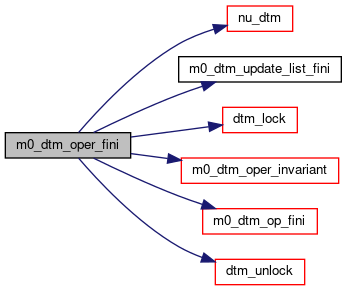 nu_dtm
m0_dtm_update_list_fini
dtm_lock
m0_dtm_oper_fini
m0_dtm_oper_invariant
m0_dtm_op_fini
dtm_unlock